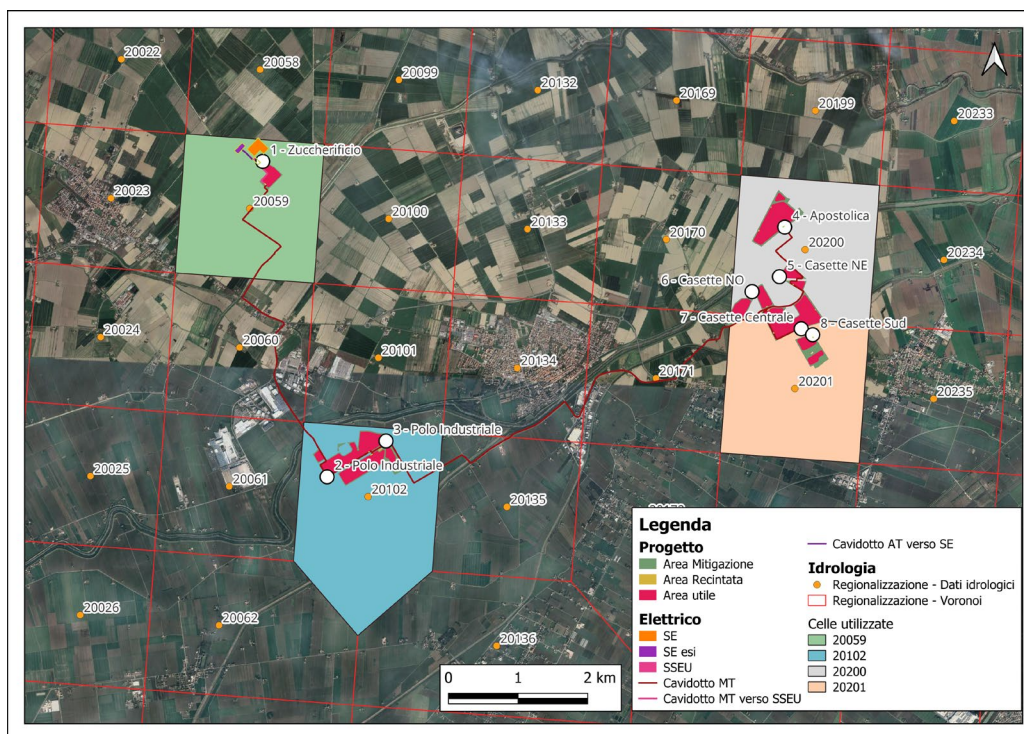 20022
20058
20099
20132
20169
20199
20233
1 - Zuccherificio
20023
20059
20100
20133
20170
4 - Apostolica
20200
20234
5 - Casette NE
6 - Casette NO
7 - Casette Centrale
8 - Casette Sud
20024
20060
20101
20134
20171
20201
20235
3 - Polo Industriale
2 - Polo Industriale
20025
20061
20102
20135
20026
20062
20136
0 1 2 km
Legenda
Progetto
Area Mitigazione
Area Recintata
Area utile
Elettrico
SE
SE esi
SSEU
Cavidotto MT
Cavidotto MT verso SSEU
Cavidotto AT verso SE
Idrologia
Regionalizzazione - Dati idrologici
Regionalizzazione - Voronoi
Celle utilizzate
20059
20102
20200
20201